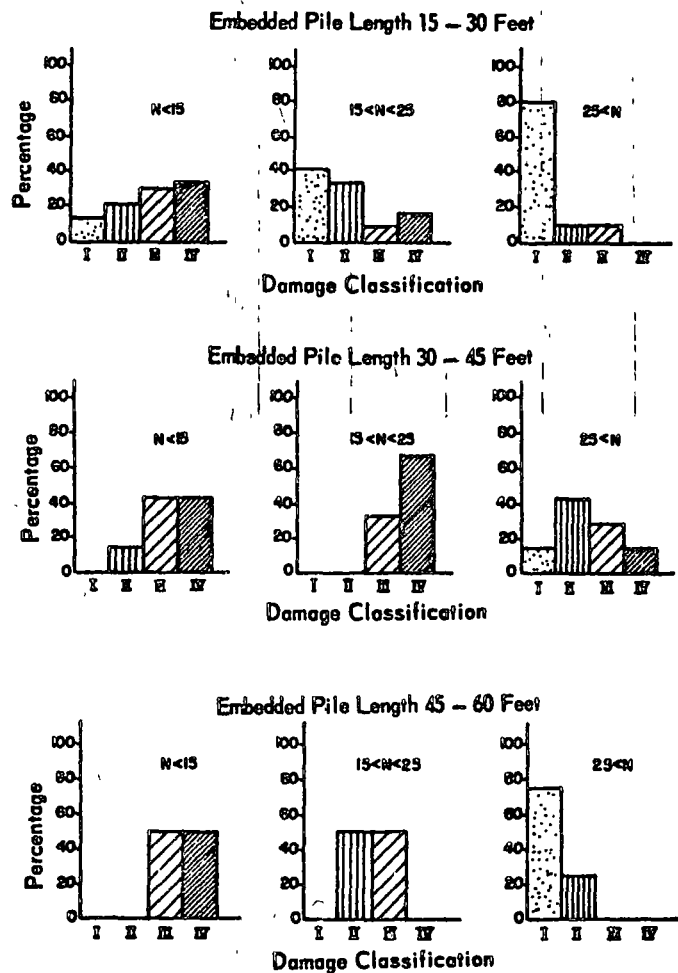 Embedded Pile Length 15 – 30 Feet
Percentage
100
80
60
40
20
0
N<15
I II III IV
100
80
60
40
20
0
15<N<25
I II III IV
100
80
60
40
20
0
25<N
I II III IV
Damage Classification
Embedded Pile Length 30 – 45 Feet
Percentage
100
80
60
40
20
0
N<15
I II III IV
100
80
60
40
20
0
15<N<25
I II III IV
100
80
60
40
20
0
25<N
I II III IV
Damage Classification
Embedded Pile Length 45 – 60 Feet
Percentage
100
80
60
40
20
0
N<15
I II III IV
100
80
60
40
20
0
15<N<25
I II III IV
100
80
60
40
20
0
25<N
I II III IV
Damage Classification